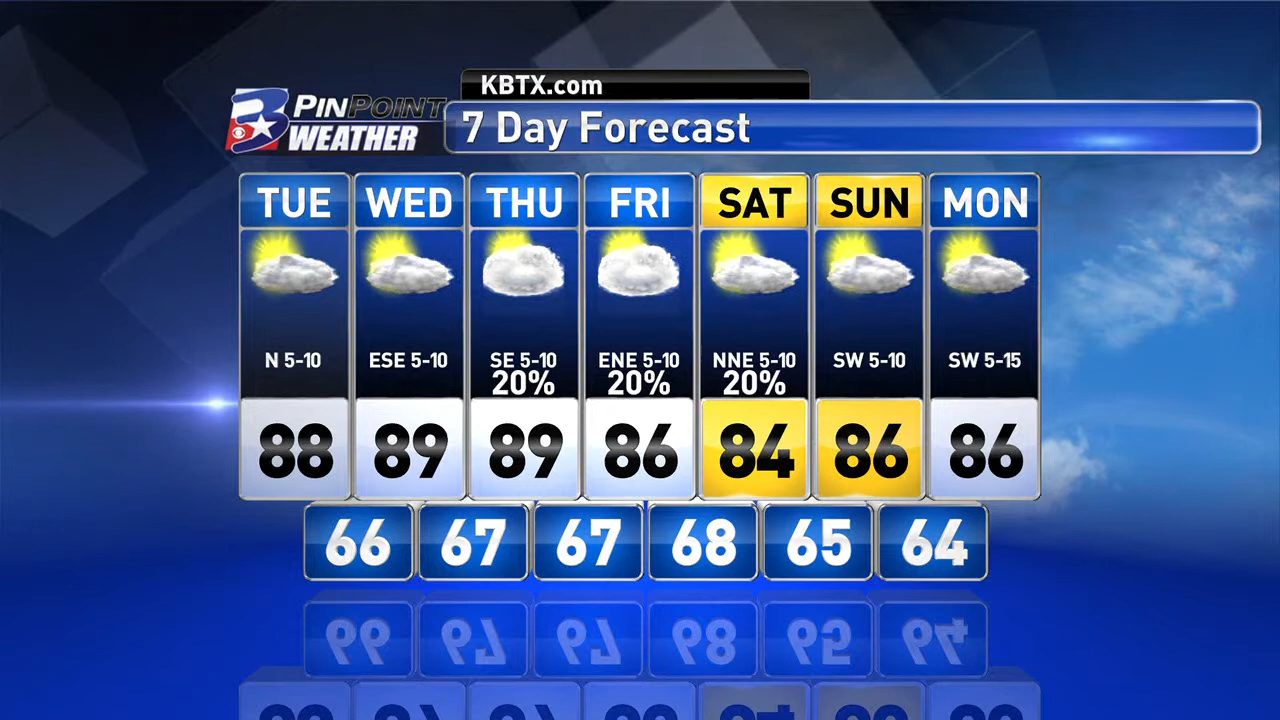 KBTX.com
3 PINPOINT
WEATHER
7 Day Forecast
TUE WED THU FRI SAT SUN MON
N 5-10 ESE 5-10 SE 5-10 ENE 5-10 NNE 5-10 SW 5-10 SW 5-15
20% 20% 20%
88 89 89 86 84 86 86
66 67 67 68 65 64